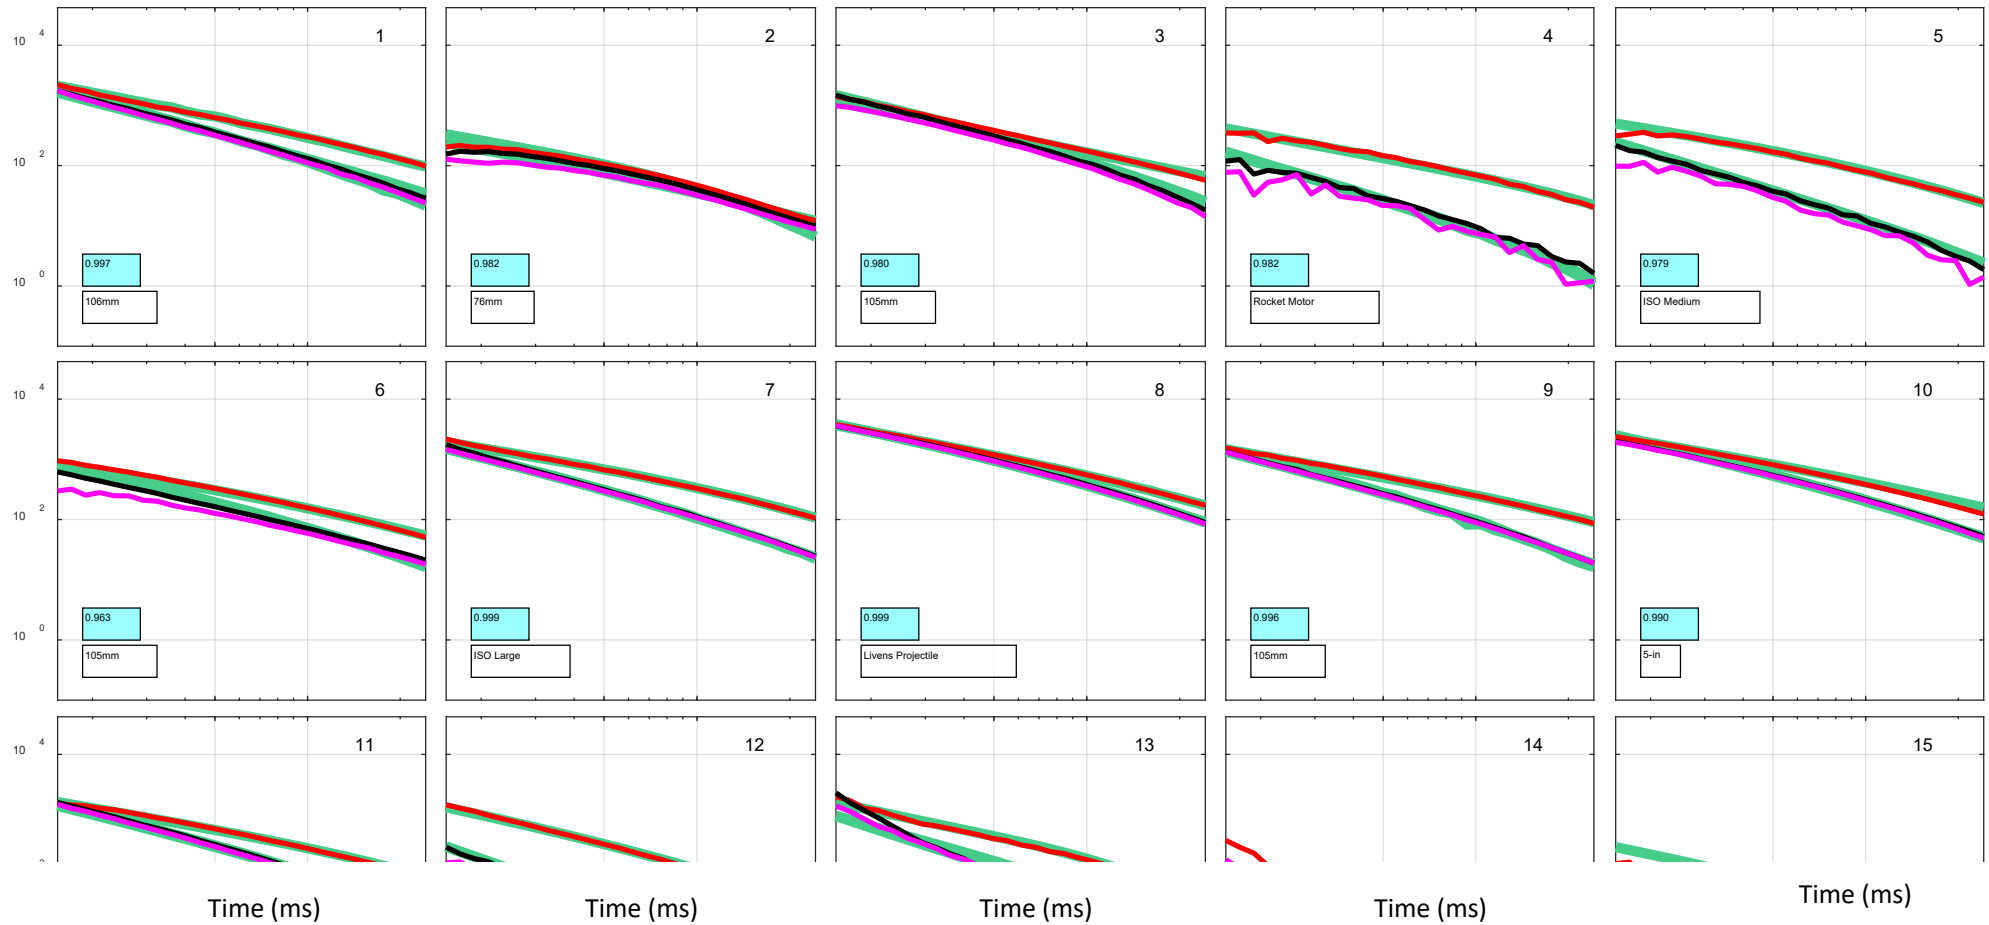 1 2 3 4 5
10 4
10 2
10 0
0.997 0.982 0.980 0.982 0.979
106mm 76mm 105mm Rocket Motor ISO Medium
6 7 8 9 10
10 4
10 2
10 0
0.963 0.999 0.999 0.996 0.990
105mm ISO Large Livens Projectile 105mm 5-in
11 12 13 14 15
10 4
Time (ms) Time (ms) Time (ms) Time (ms) Time (ms)